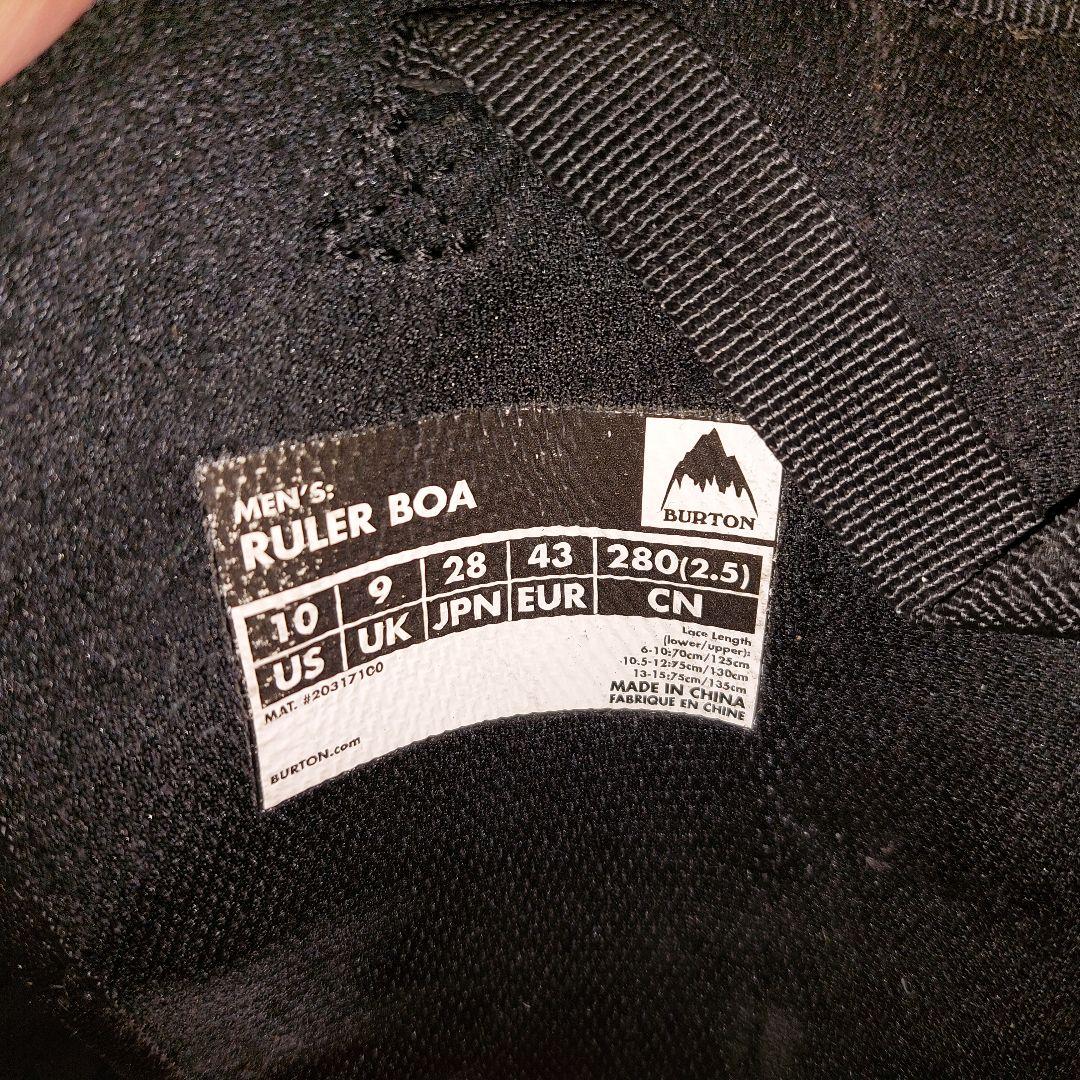 MEN'S:
RULER BOA
BURTON
10 9 28 43 280(2.5)
US UK JPN EUR CN
MAT. #20317100
Lace Length
(lower/upper):
6-10:70cm/125cm
10.5-12:75cm/130cm
13-15:75cm/135cm
MADE IN CHINA
FABRIQUE EN CHINE
BURTON.com